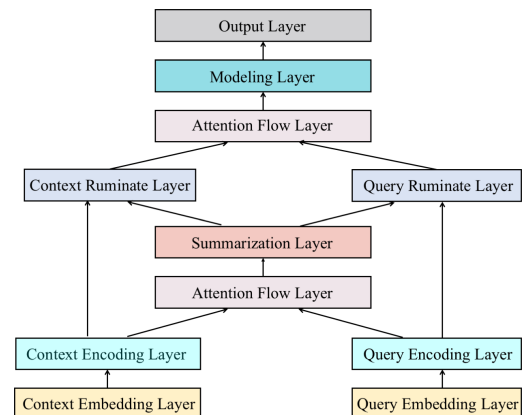 Output Layer
Modeling Layer
Attention Flow Layer
Context Ruminate Layer
Query Ruminate Layer
Summarization Layer
Attention Flow Layer
Context Encoding Layer
Query Encoding Layer
Context Embedding Layer
Query Embedding Layer